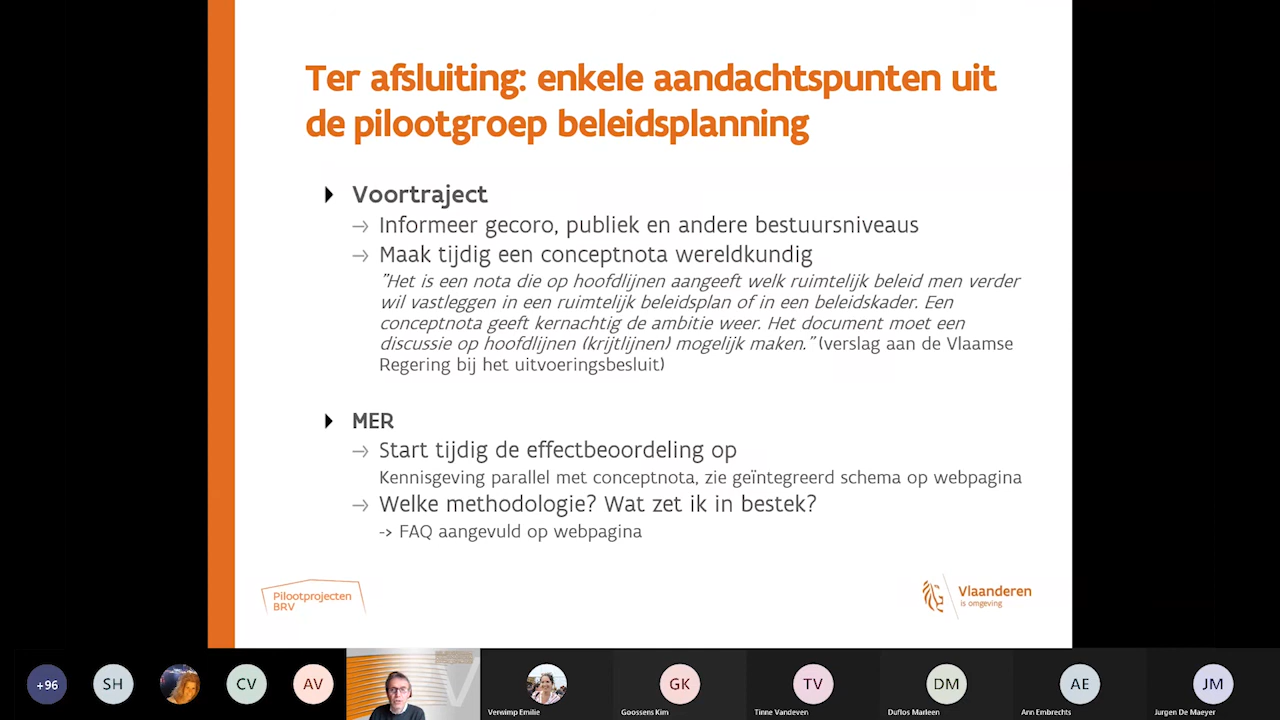 Ter afsluiting: enkele aandachtspunten uit
de pilootgroep beleidsplanning
Voortraject
→ Informeer gecoro, publiek en andere bestuursniveaus
→ Maak tijdig een conceptnota wereldkundig
"Het is een nota die op hoofdlijnen aangeeft welk ruimtelijk beleid men verder
wil vastleggen in een ruimtelijk beleidsplan of in een beleidskader. Een
conceptnota geeft kernachtig de ambitie weer. Het document moet een
discussie op hoofdlijnen (krijtlijnen) mogelijk maken." (verslag aan de Vlaamse
Regering bij het uitvoeringsbesluit)
MER
→ Start tijdig de effectbeoordeling op
Kennisgeving parallel met conceptnota, zie geïntegreerd schema op webpagina
→ Welke methodologie? Wat zet ik in bestek?
-> FAQ aangevuld op webpagina
Pilootprojecten
BRV
Vlaanderen
is omgeving
+96
SH
CV
AV
Verwimp Emilie
GK
Goossens Kim
TV
Tinne Vandeven
DM
Duflos Marleen
AE
Ann Embrechts
JM
Jurgen De Maeyer